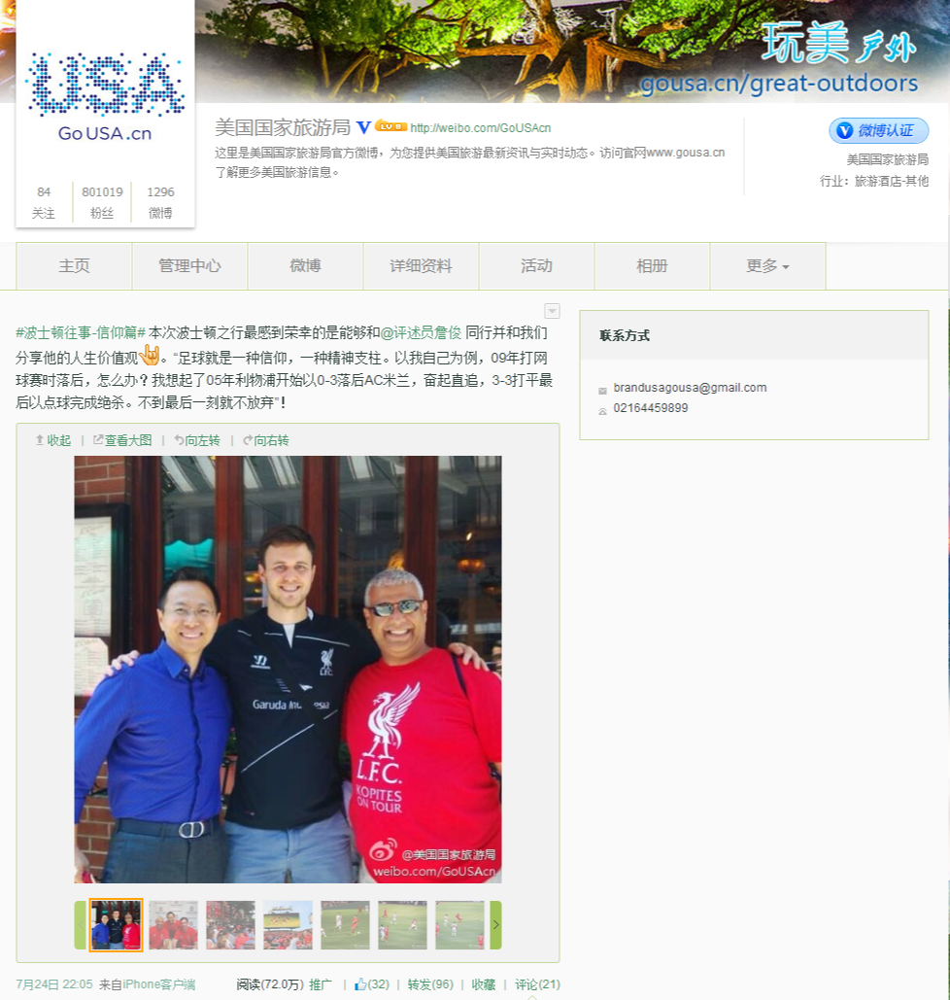 玩美 户外
gousa.cn/great-outdoors
USA
Go USA.cn
美国国家旅游局 V LV 8 http://weibo.com/GoUSAcn
V 微博认证
这里是美国国家旅游局官方微博，为您提供美国旅游最新资讯与实时动态。访问官网www.gousa.cn
了解更多美国旅游信息。
美国国家旅游局
行业：旅游酒店-其他
84 801019 1296
关注 粉丝 微博
主页 管理中心 微博 详细资料 活动 相册 更多
#波士顿往事-信仰篇# 本次波士顿之行最感到荣幸的是能够和@评述员詹俊 同行并和我们
分享他的人生价值观。“足球就是一种信仰，一种精神支柱。以我自己为例，09年打网
球赛时落后，怎么办？我想起了05年利物浦开始以0-3落后AC米兰，奋起直追，3-3打平最
后以点球完成绝杀。不到最后一刻就不放弃”！
联系方式
brandusagousa@gmail.com
02164459899
收起 | 查看大图 | 向左转 | 向右转
L.F.C.
Garuda Indonesia
L.F.C.
KOPITES
ON TOUR
@美国国家旅游局
weibo.com/GoUSAcn
7月24日 22:05 来自iPhone客户端 阅读(72.0万) 推广 | (32) | 转发(96) | 收藏 | 评论(21)